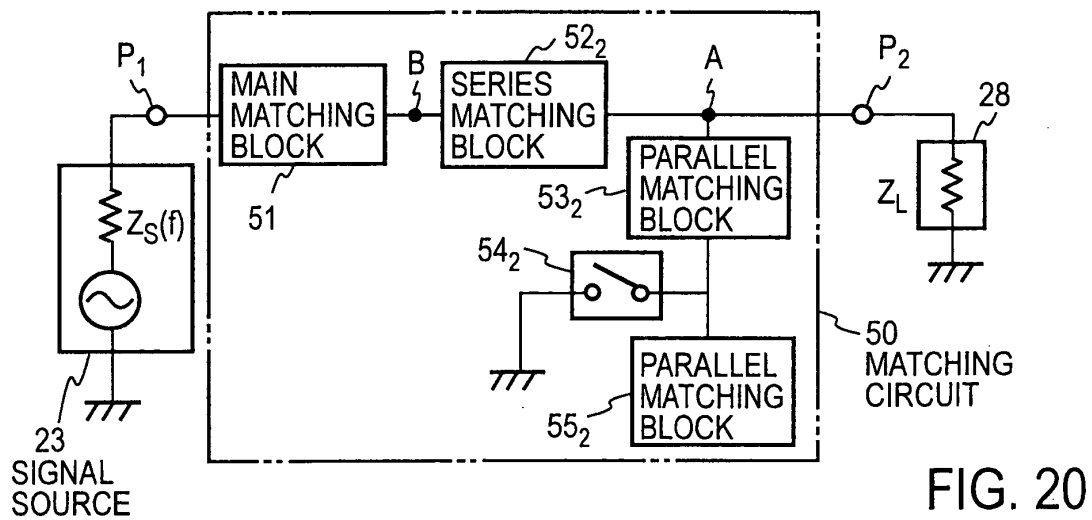 P1
MAIN
MATCHING
BLOCK
51
B
52₂
SERIES
MATCHING
BLOCK
A
P2
28
ZL
ZS(f)
PARALLEL
MATCHING
BLOCK
53₂
54₂
PARALLEL
MATCHING
BLOCK
55₂
50
MATCHING
CIRCUIT
23
SIGNAL
SOURCE
FIG. 20